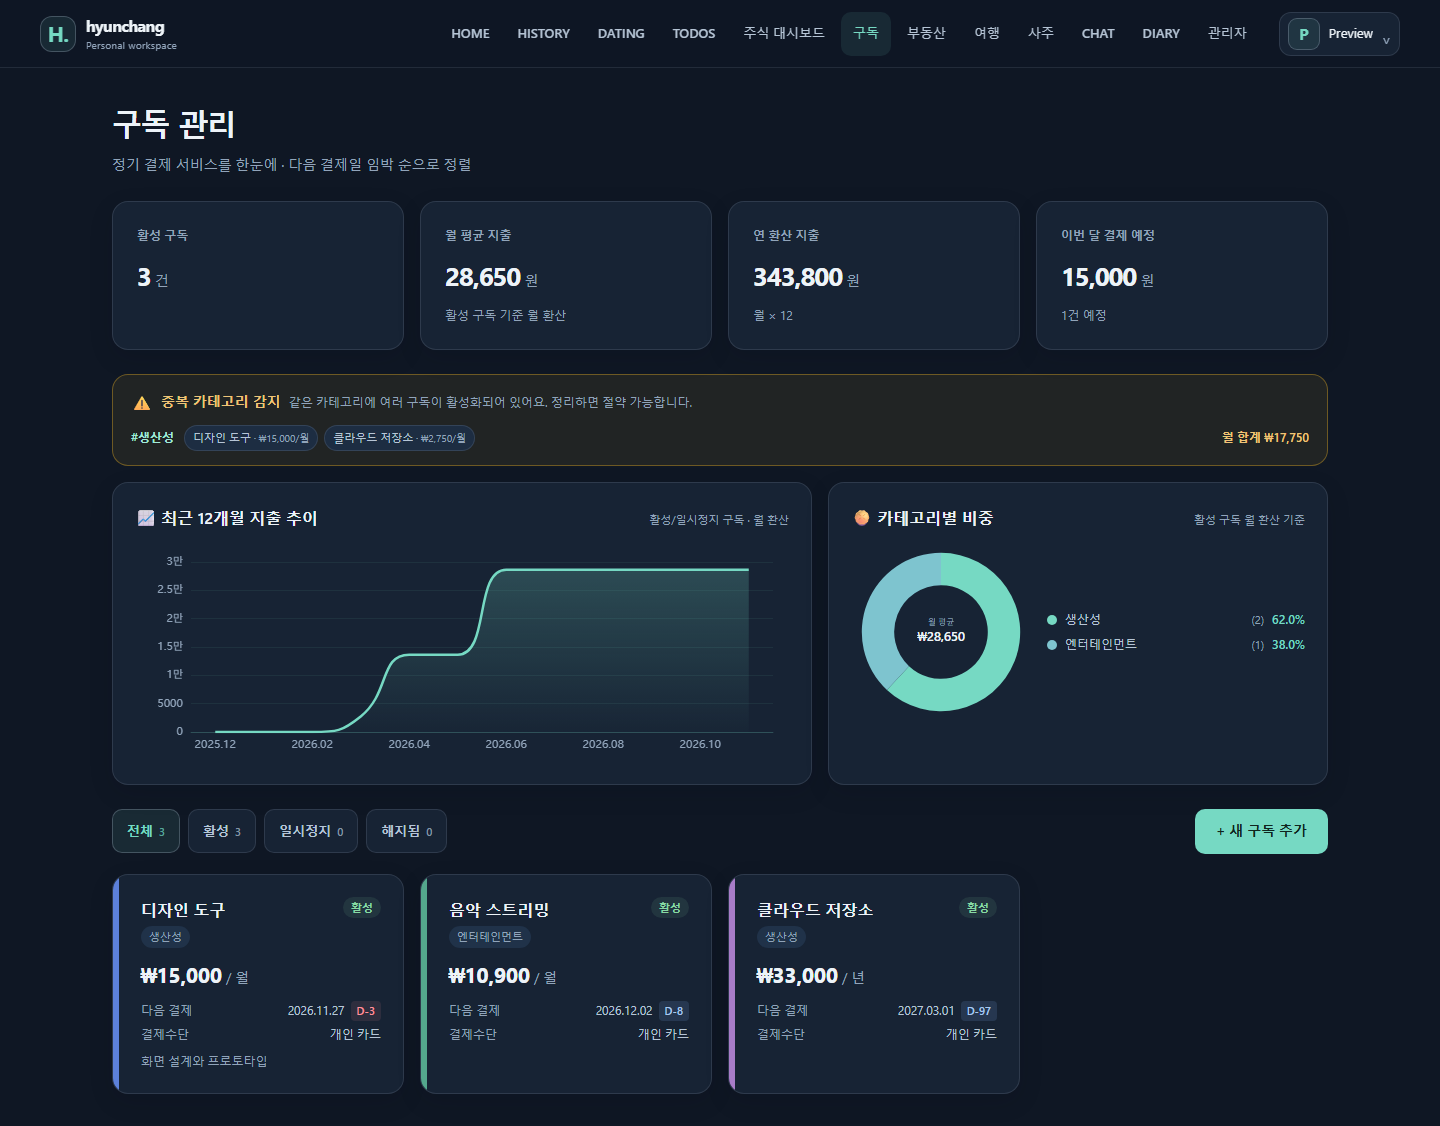 H.
hyunchang
Personal workspace
HOME HISTORY DATING TODOS 주식 대시보드 구독 부동산 여행 사주 CHAT DIARY 관리자
P Preview v
구독 관리
정기 결제 서비스를 한눈에 · 다음 결제일 임박 순으로 정렬
활성 구독
3 건
월 평균 지출
28,650 원
활성 구독 기준 월 환산
연 환산 지출
343,800 원
월 × 12
이번 달 결제 예정
15,000 원
1건 예정
중복 카테고리 감지 같은 카테고리에 여러 구독이 활성화되어 있어요. 정리하면 절약 가능합니다.
#생산성 디자인 도구 · ₩15,000/월 클라우드 저장소 · ₩2,750/월 월 합계 ₩17,750
최근 12개월 지출 추이 활성/일시정지 구독 · 월 환산
3만
2.5만
2만
1.5만
1만
5000
0
2025.12 2026.02 2026.04 2026.06 2026.08 2026.10
카테고리별 비중 활성 구독 월 환산 기준
월 평균
₩28,650
생산성 (2) 62.0%
엔터테인먼트 (1) 38.0%
전체 3 활성 3 일시정지 0 해지됨 0
+ 새 구독 추가
디자인 도구 활성
생산성
₩15,000 / 월
다음 결제 2026.11.27 D-3
결제수단 개인 카드
화면 설계와 프로토타입
음악 스트리밍 활성
엔터테인먼트
₩10,900 / 월
다음 결제 2026.12.02 D-8
결제수단 개인 카드
클라우드 저장소 활성
생산성
₩33,000 / 년
다음 결제 2027.03.01 D-97
결제수단 개인 카드